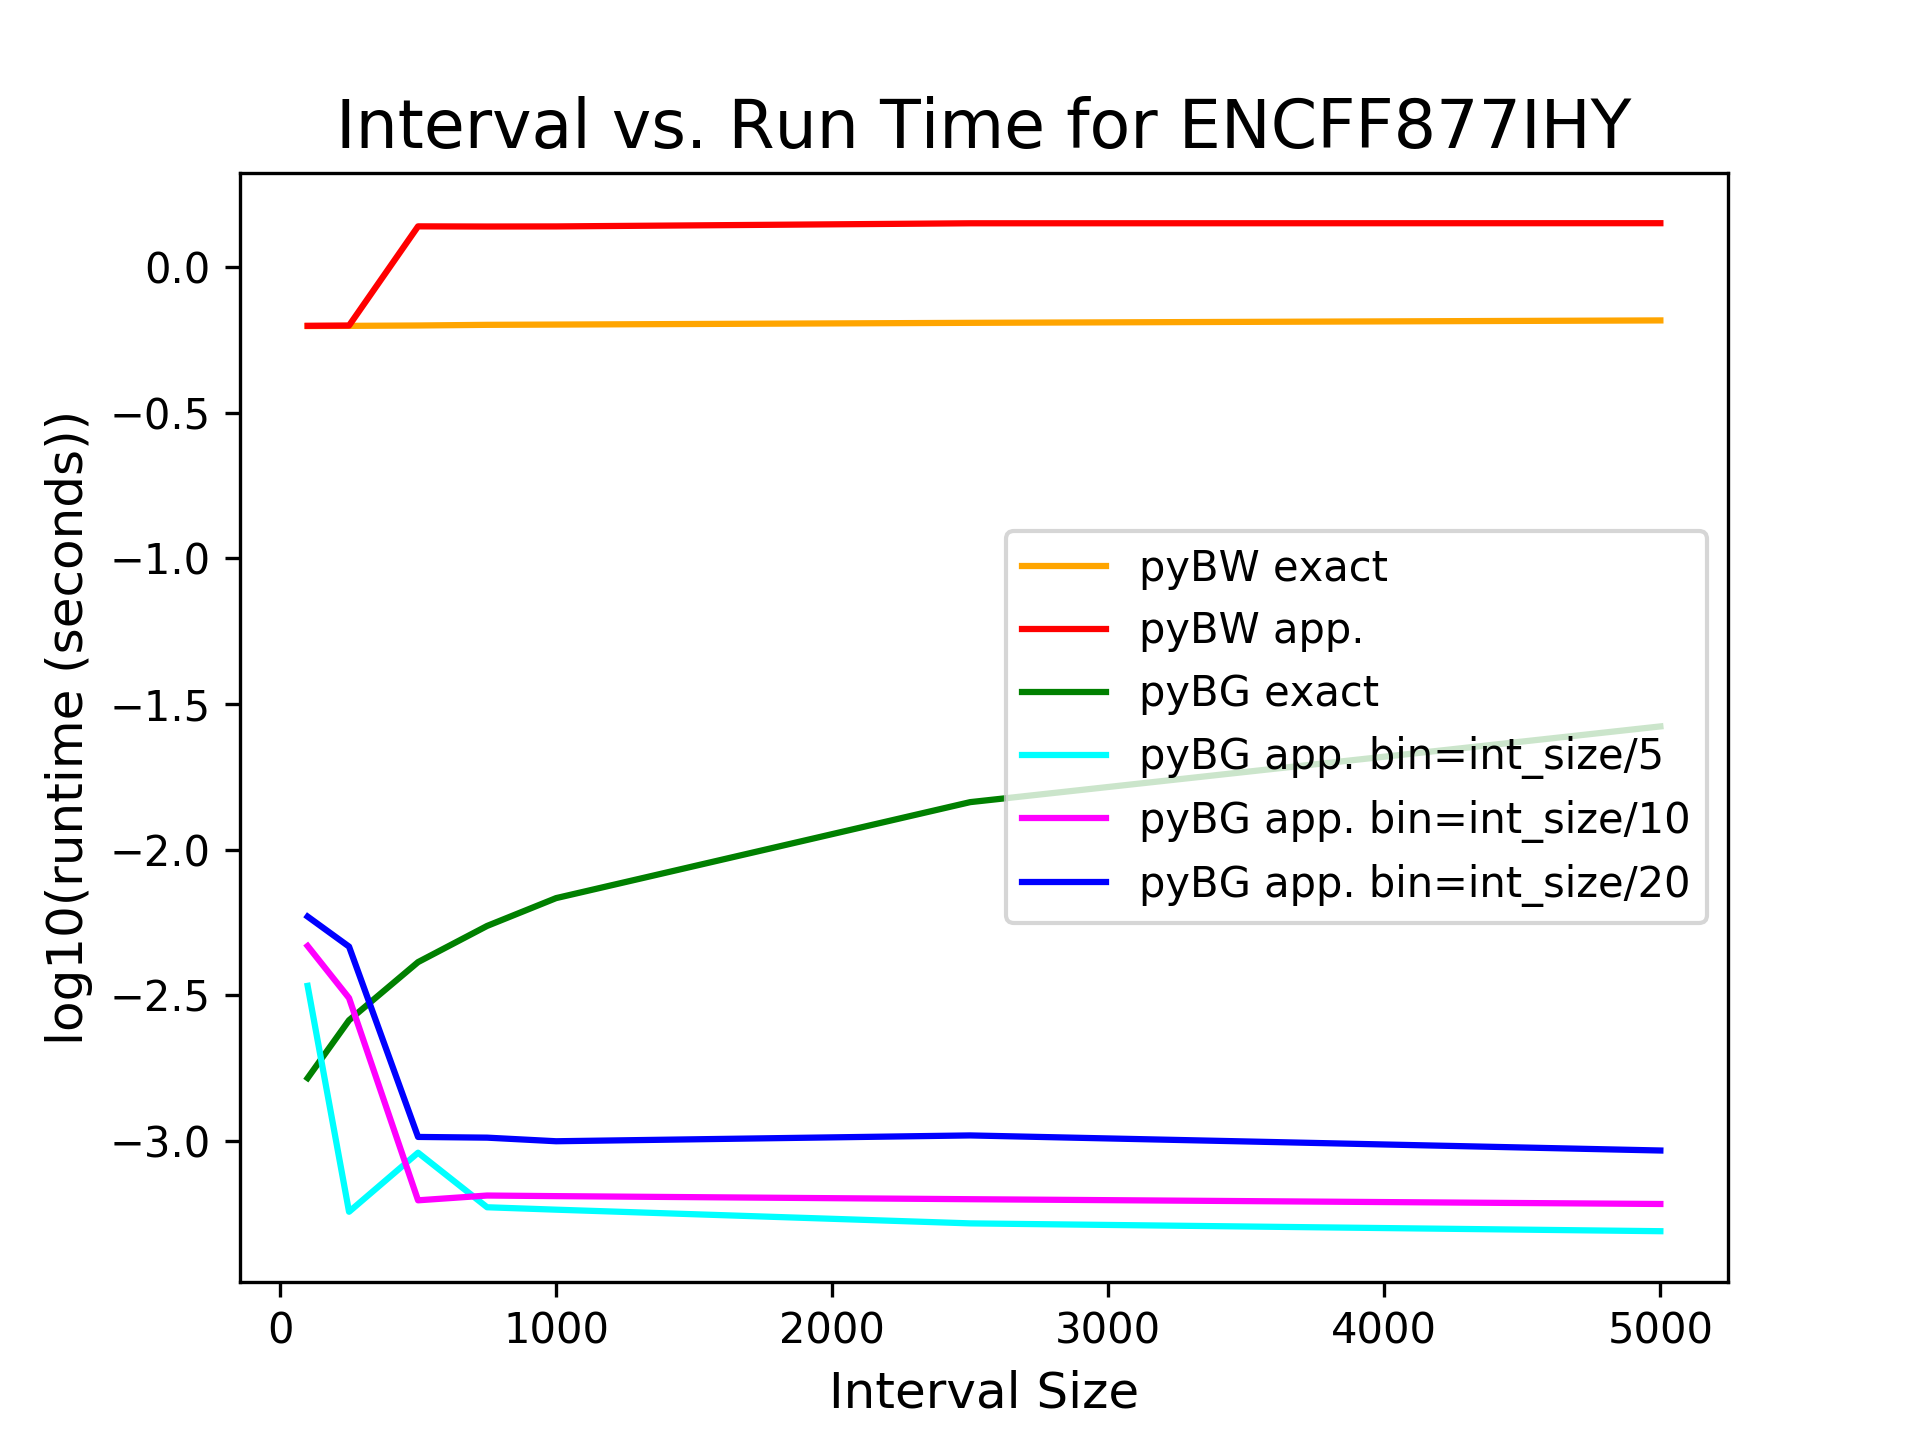 Interval vs. Run Time for ENCFF877IHY
log10(runtime (seconds))
0.0
−0.5
−1.0
−1.5
−2.0
−2.5
−3.0
pyBW exact
pyBW app.
pyBG exact
pyBG app. bin=int_size/5
pyBG app. bin=int_size/10
pyBG app. bin=int_size/20
0 1000 2000 3000 4000 5000
Interval Size